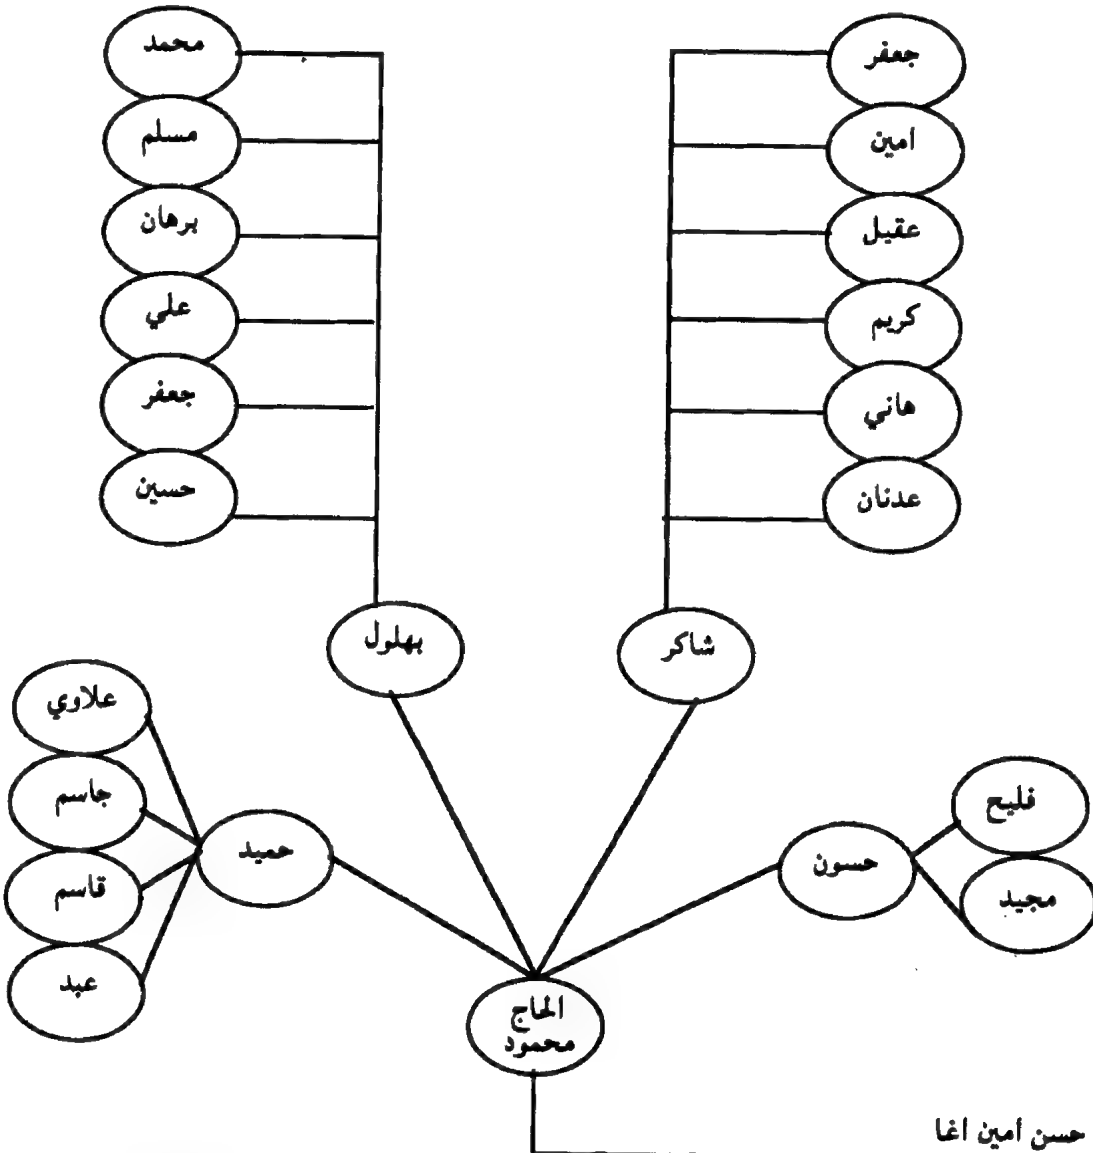 جعفر
امين
عقيل
كريم
هاني
عدنان
محمد
مسلم
برهان
علي
جعفر
حسين
شاكر
بهلول
فليح
مجيد
حسون
حميد
علاوي
جاسم
قاسم
عبد
الحاج
محمود
حسن امين اغا